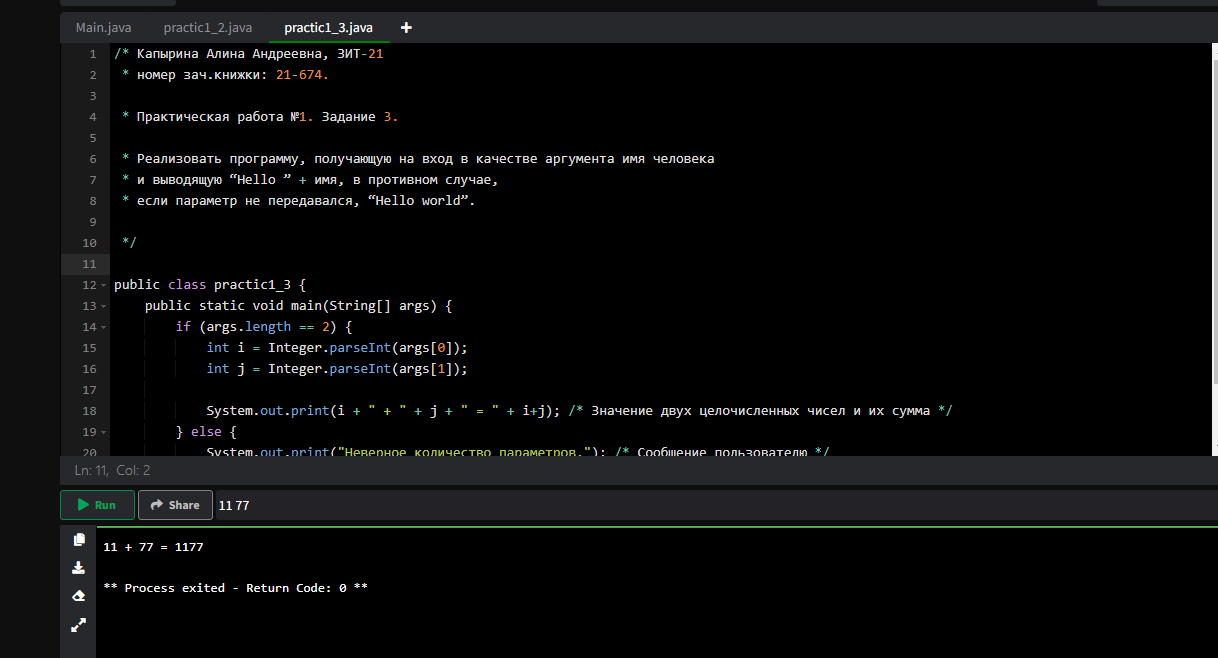 Main.java practic1_2.java practic1_3.java +
1 /* Капырина Алина Андреевна, ЗИТ-21
2 * номер зач.книжки: 21-674.
3
4 * Практическая работа №1. Задание 3.
5
6 * Реализовать программу, получающую на вход в качестве аргумента имя человека
7 * и выводящую “Hello ” + имя, в противном случае,
8 * если параметр не передавался, “Hello world”.
9
10 */
11
12 public class practic1_3 {
13 public static void main(String[] args) {
14 if (args.length == 2) {
15 int i = Integer.parseInt(args[0]);
16 int j = Integer.parseInt(args[1]);
17
18 System.out.print(i + " + " + j + " = " + i+j); /* Значение двух целочисленных чисел и их сумма */
19 } else {
20 System.out.print("Неверное количество параметров."); /* Сообщение пользователю */
Ln: 11, Col: 2
Run Share 11 77
11 + 77 = 1177
** Process exited - Return Code: 0 **